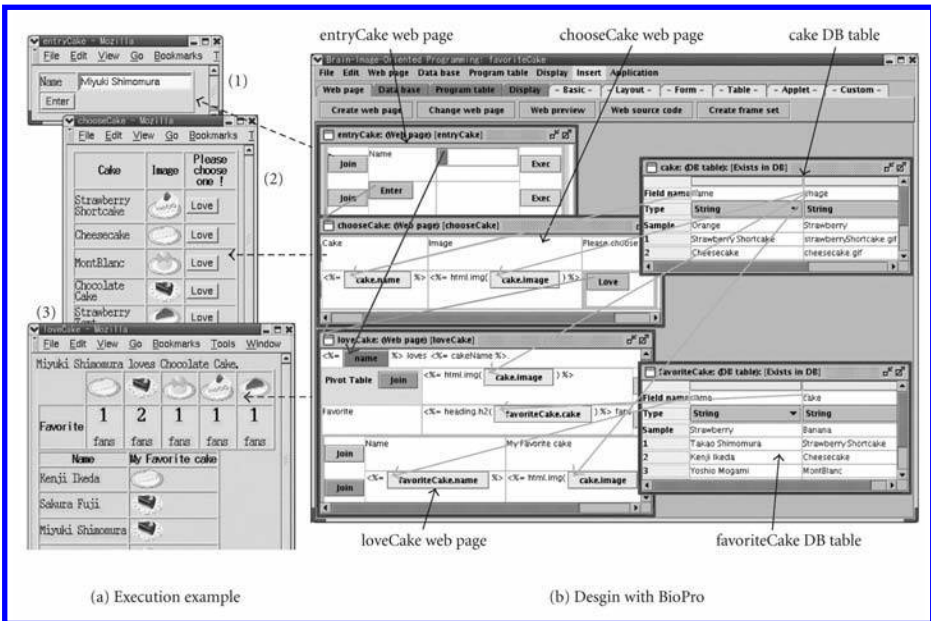 entryCake web page
chooseCake web page
cake DB table
entryCake - Mozilla
File Edit View Go Bookmarks T
Name Miyuki Shimomura
Enter
(1)
chooseCake - Mozilla
File Edit View Go Bookmarks T
Cake Image Please choose one !
Strawberry Shortcake Love
Cheesecake Love
MontBlanc Love
Chocolate Cake Love
Strawberry Love
(2)
(3)
loveCake - Mozilla
File Edit View Go Bookmarks Tools Window
Miyuki Shimomura loves Chocolate Cake.
Favorite 1 2 1 1 1
fans fans fans fans fans
Name My Favorite cake
Kenji Ikeda
Sakura Fuji
Miyuki Shimomura
Brain-Image-Oriented Programming: favoriteCake
File Edit Web page Data base Program table Display Insert Application
Web page Data base Program table Display - Basic - - Layout - - Form - - Table - - Applet - - Custom -
Create web page Change web page Web preview Web source code Create frame set
entryCake: (Web page) [entryCake]
Join Name Exec
Join Enter Exec
chooseCake: (Web page) [chooseCake]
Cake Image Please choose
<%= cake.name %> <%= html.img( cake.image ) %> Love
loveCake: (Web page) [loveCake]
<%= name %> loves <%= cakeName %>.
Pivot Table Join <%= html.img( cake.image ) %>
Favorite <%= heading.h2( favoriteCake.cake ) %> fans
Join Name My Favorite cake
Join <%= favoriteCake.name %> <%= html.img( cake.image
cake: (DB table): [Exists in DB]
Field name name image
Type String String
Sample Orange Strawberry
1 Strawberry Shortcake strawberryShortcake.gif
2 Cheesecake cheesecake.gif
favoriteCake: (DB table): [Exists in DB]
Field name name cake
Type String String
Sample Strawberry Banana
1 Takao Shimomura Strawberry Shortcake
2 Kenji Ikeda Cheesecake
3 Yoshio Mogami MontBlanc
loveCake web page
favoriteCake DB table
(a) Execution example
(b) Desgin with BioPro